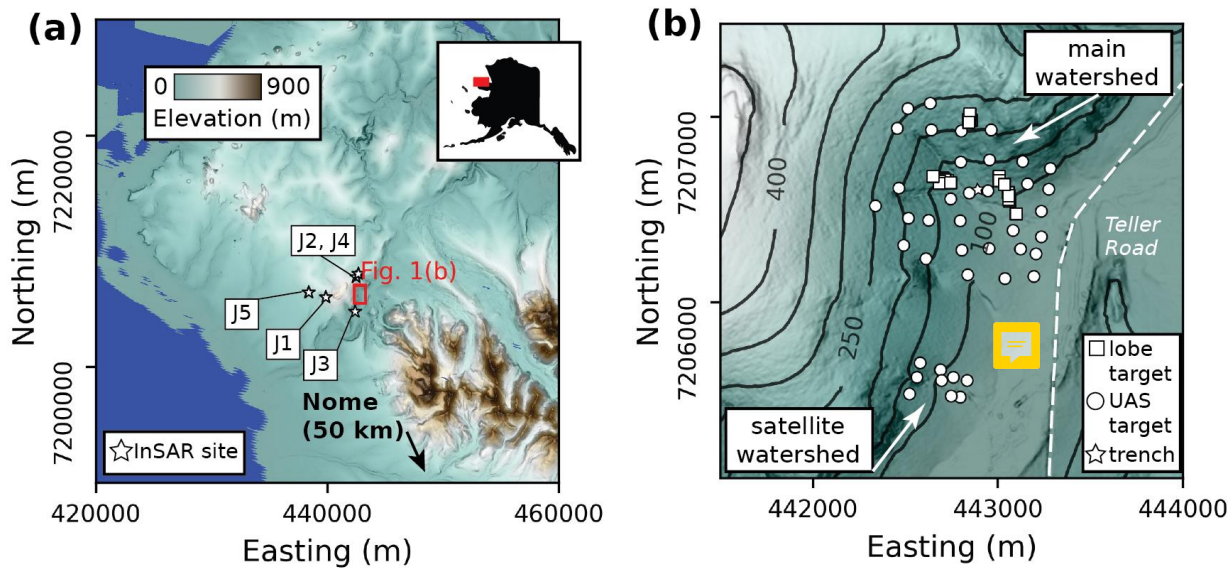 (a)
0 900
Elevation (m)
J2, J4
Fig. 1(b)
J5
J1
J3
Nome
(50 km)
InSAR site
7220000
7200000
Northing (m)
420000 440000 460000
Easting (m)
(b)
main
watershed
400
100
250
Teller
Road
satellite
watershed
lobe
target
UAS
target
trench
7207000
7206000
Northing (m)
442000 443000 444000
Easting (m)